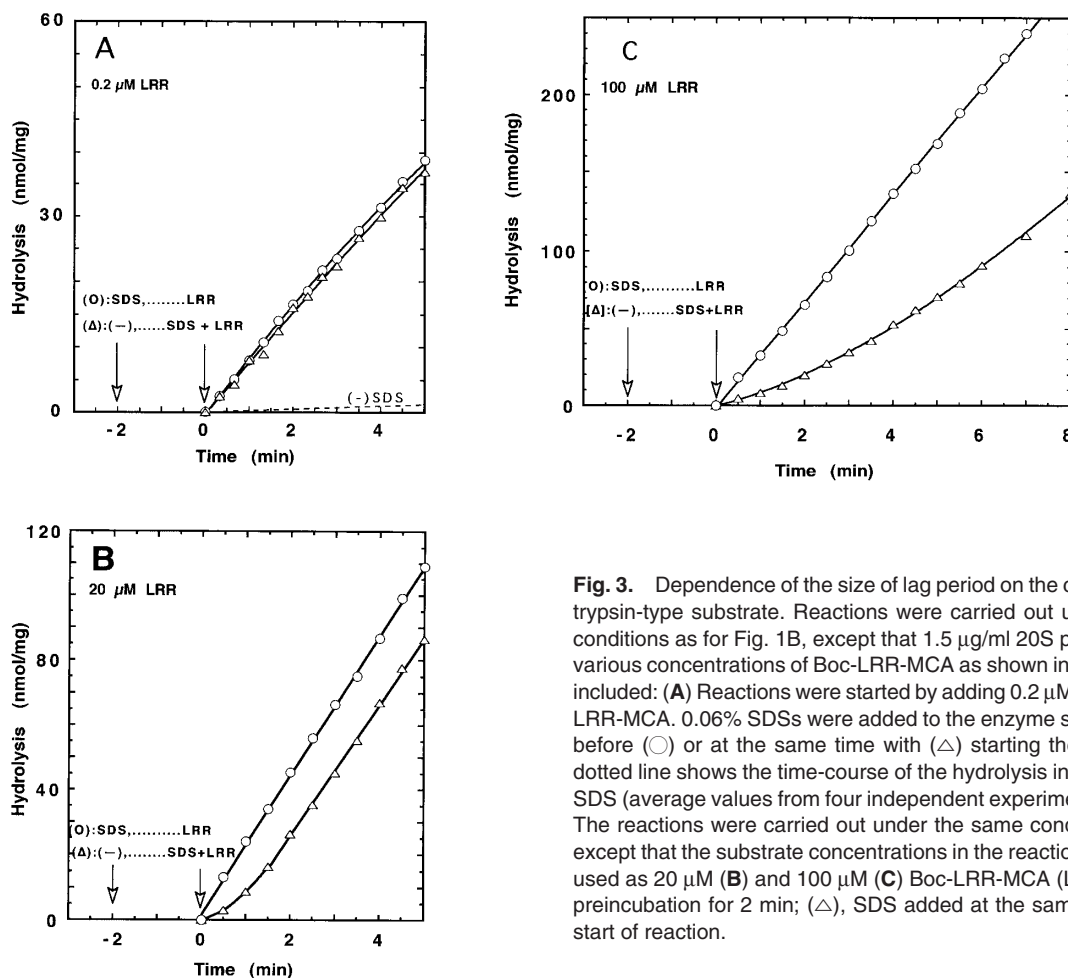 A
0.2 µM LRR
60
30
0
Hydrolysis (nmol/mg)
(O):SDS,........LRR
(Δ):(—),......SDS + LRR
(-)SDS
-2 0 2 4
Time (min)
C
100 µM LRR
200
100
0
Hydrolysis (nmol/mg)
O):SDS,..........LRR
[Δ]:(—),.......SDS+LRR
-2 0 2 4 6 8
Time (min)
B
20 µM LRR
120
80
40
0
Hydrolysis (nmol/mg)
(O):SDS,..........LRR
(Δ):(—),........SDS+LRR
-2 0 2 4
Time (min)
Fig. 3. Dependence of the size of lag period on the
trypsin-type substrate. Reactions were carried out
conditions as for Fig. 1B, except that 1.5 µg/ml 20S
various concentrations of Boc-LRR-MCA as shown in
included: (A) Reactions were started by adding 0.2 µM
LRR-MCA. 0.06% SDSs were added to the enzyme
before (○) or at the same time with (△) starting the
dotted line shows the time-course of the hydrolysis in
SDS (average values from four independent
The reactions were carried out under the same
except that the substrate concentrations in the
used as 20 µM (B) and 100 µM (C) Boc-LRR-MCA
preincubation for 2 min; (△), SDS added at the
start of reaction.